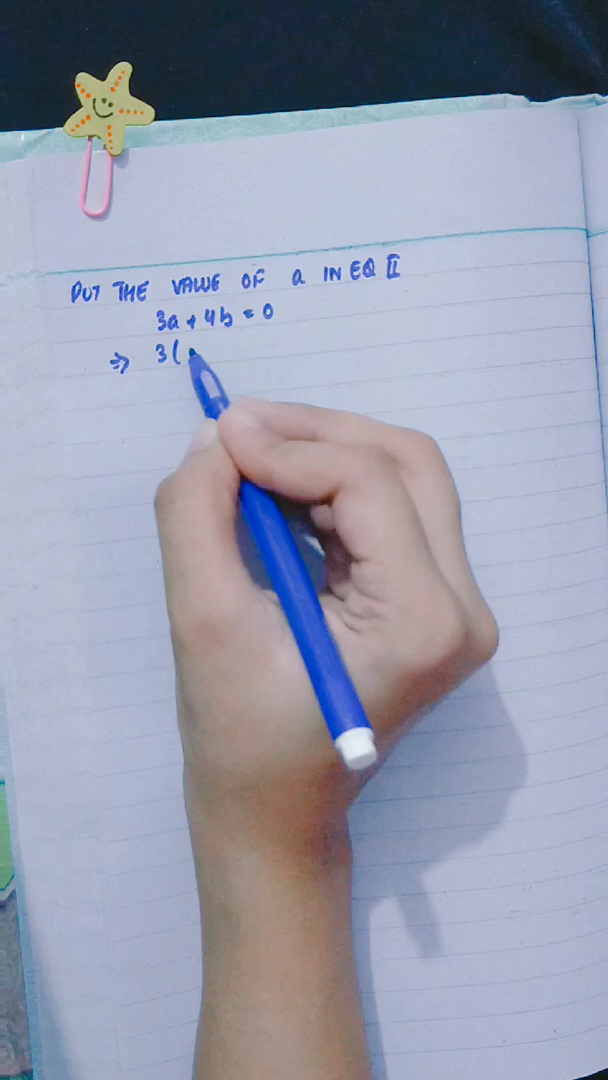 PUT THE VALUE OF a IN EQ II
3a + 4b = 0
⇒ 3(